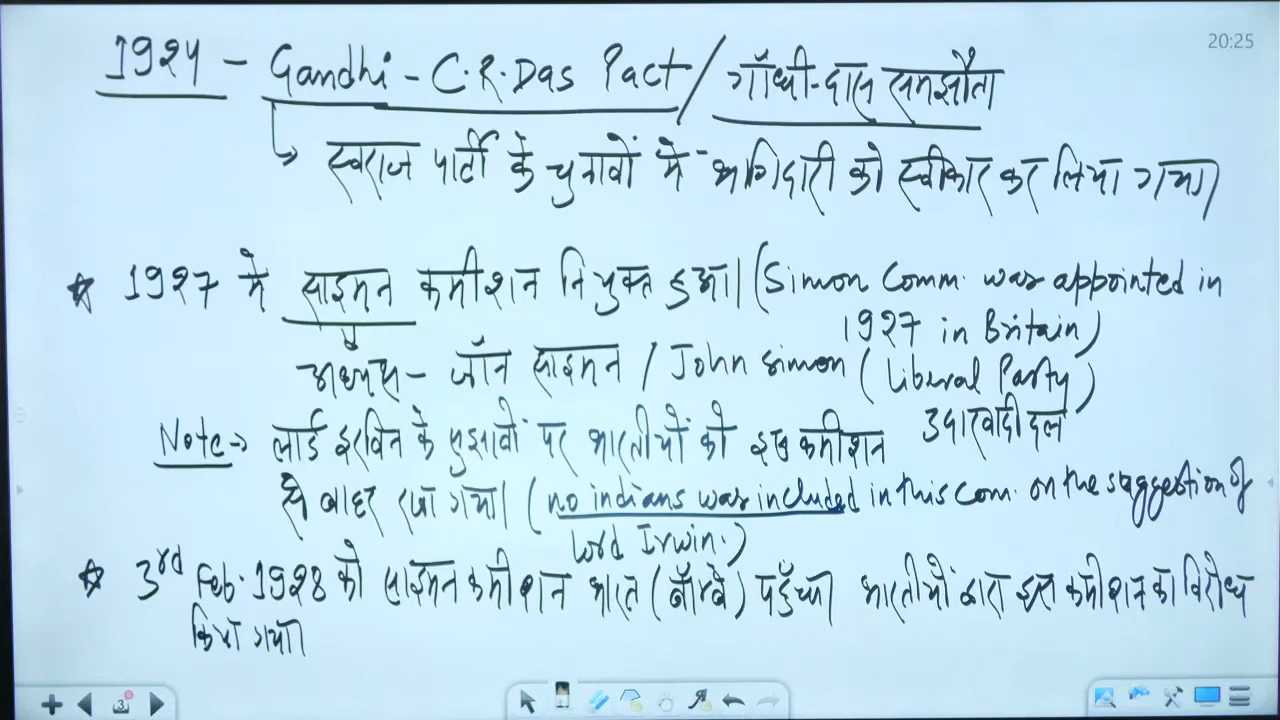 20:25
1924 - Gandhi - C.R. Das Pact / गाँधी-दास समझौता
स्वराज पार्टी के चुनावों में भागिदारी को स्वीकार कर लिया गया।
* 1927 में साइमन कमीशन नियुक्त हुआ। (Simon Comm. was appointed in
1927 in Britain)
अध्यक्ष - जॉन साइमन / John Simon (Liberal Party)
उदारवादी दल
Note → लार्ड इरविन के सुझावों पर भारतीयों को इस कमीशन
से बाहर रखा गया। (no indians was included in this Com. on the suggestion of
lord Irwin.)
* 3rd Feb. 1928 को साइमन कमीशन भारत (बॉम्बे) पहुँचा। भारतीयों द्वारा इस कमीशन का विरोध
किया गया।
3